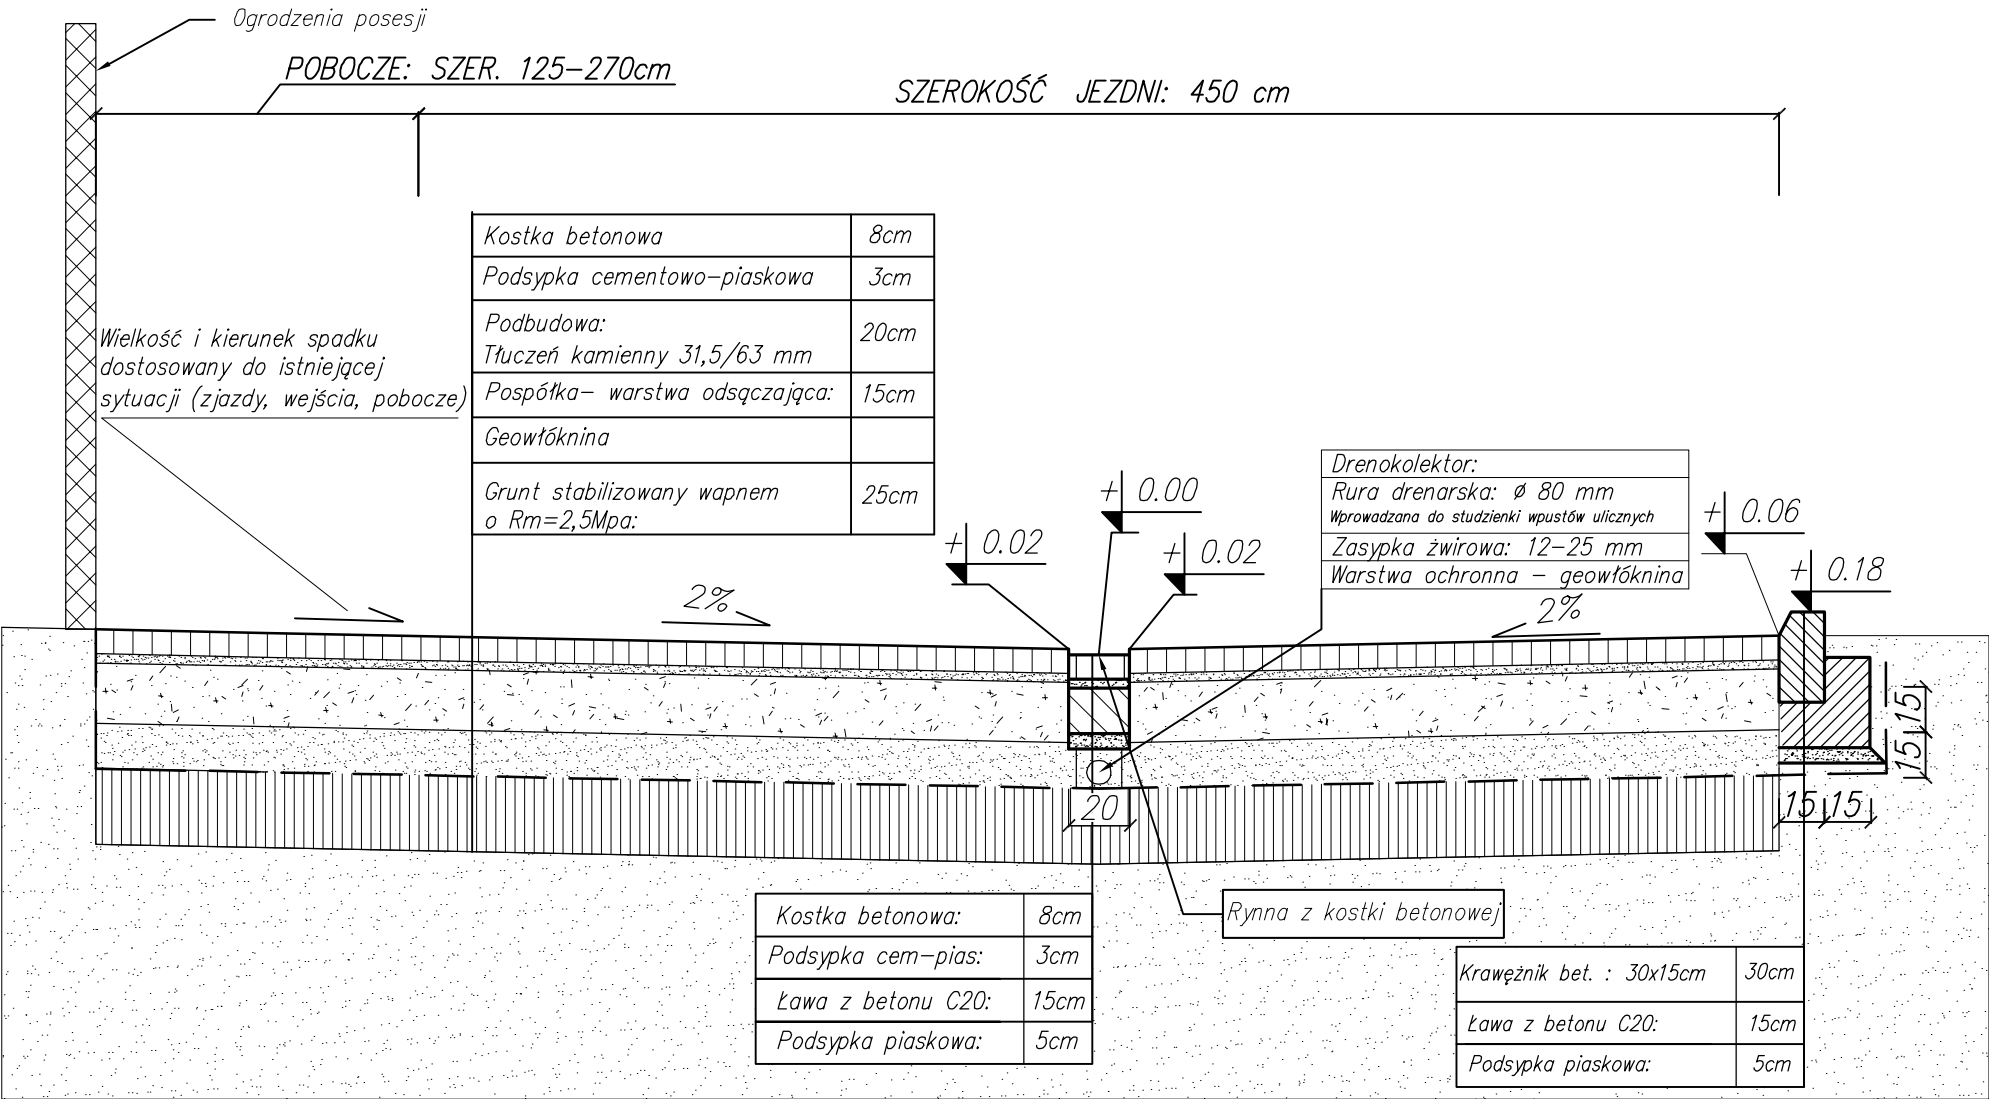 Ogrodzenia posesji
POBOCZE: SZER. 125-270cm
SZEROKOŚĆ JEZDNI: 450 cm
Kostka betonowa 8cm
Podsypka cementowo-piaskowa 3cm
Podbudowa:
Tłuczeń kamienny 31,5/63 mm 20cm
Pospółka- warstwa odsączająca: 15cm
Geowłóknina
Grunt stabilizowany wapnem
o Rm=2,5Mpa: 25cm
Wielkość i kierunek spadku
dostosowany do istniejącej
sytuacji (zjazdy, wejścia, pobocze)
Drenokolektor:
Rura drenarska: ø 80 mm
Wprowadzana do studzienki wpustów ulicznych
Zasypka żwirowa: 12-25 mm
Warstwa ochronna - geowłóknina
+ 0.02
+ 0.00
+ 0.02
+ 0.06
+ 0.18
2%
2%
15
15
15
15
20
Rynna z kostki betonowej
Kostka betonowa: 8cm
Podsypka cem-pias: 3cm
Ława z betonu C20: 15cm
Podsypka piaskowa: 5cm
Krawężnik bet. : 30x15cm 30cm
Ława z betonu C20: 15cm
Podsypka piaskowa: 5cm